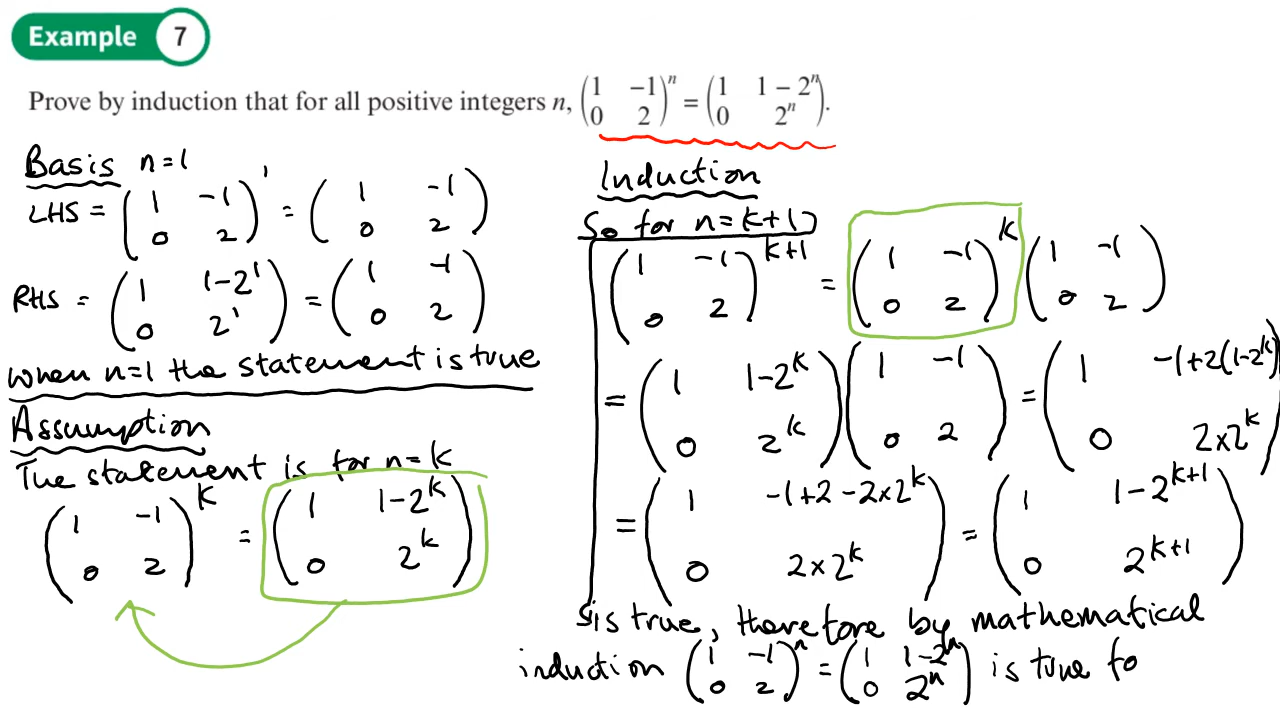 Example 7
Prove by induction that for all positive integers n, (1 −1 / 0 2)^n = (1 1 − 2^n / 0 2^n).
Basis n=1
LHS = (1 -1 / 0 2)^1 = (1 -1 / 0 2)
RHS = (1 1-2^1 / 0 2^1) = (1 -1 / 0 2)
when n=1 the statement is true
Assumption
The statement is for n=k
(1 -1 / 0 2)^k = (1 1-2^k / 0 2^k)
Induction
So for n=k+1
(1 -1 / 0 2)^k+1 = (1 -1 / 0 2)^k (1 -1 / 0 2)
= (1 1-2^k / 0 2^k) (1 -1 / 0 2) = (1 -1+2(1-2^k) / 0 2×2^k)
= (1 -1+2-2×2^k / 0 2×2^k) = (1 1-2^k+1 / 0 2^k+1)
is true, therefore by mathematical
induction (1 -1 / 0 2)^n = (1 1-2^n / 0 2^n) is true fo